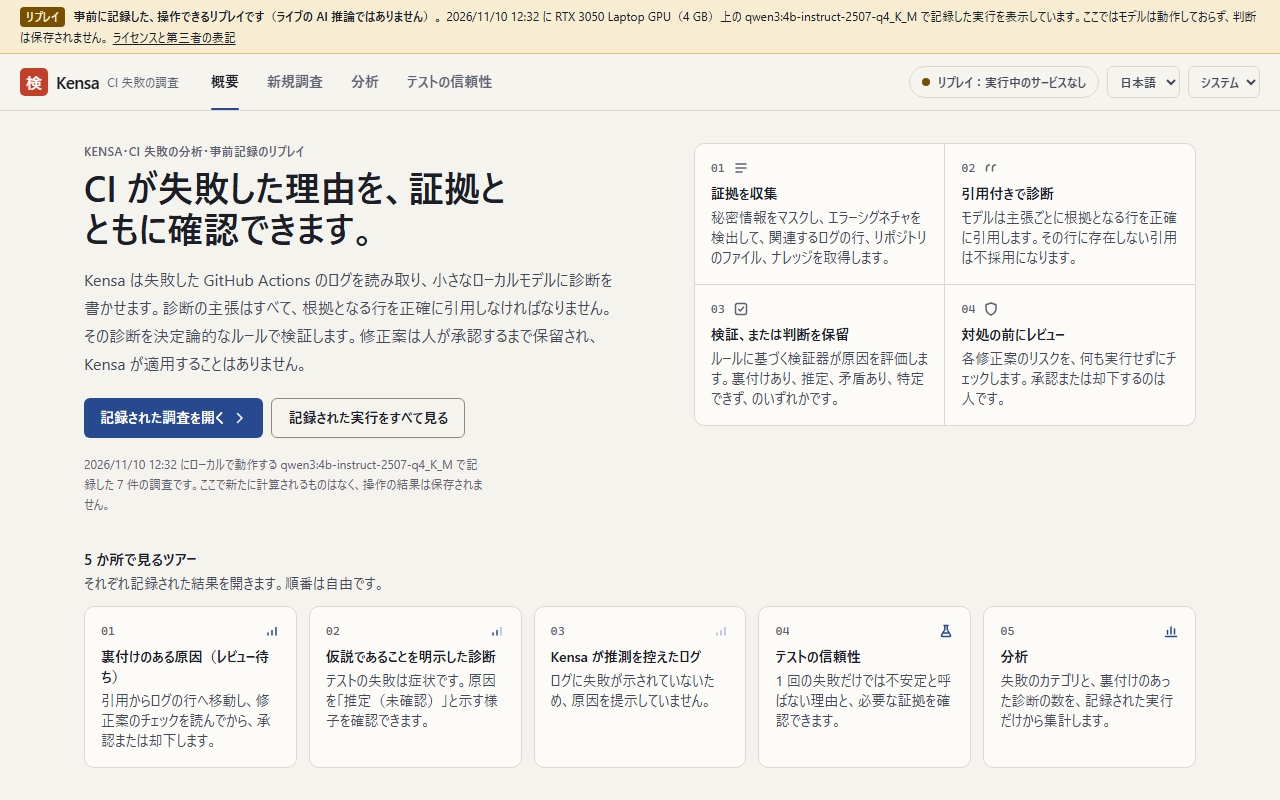 リプレイ 事前に記録した、操作できるリプレイです（ライブの AI 推論ではありません）。2026/11/10 12:32 に RTX 3050 Laptop GPU（4 GB）上の qwen3:4b-instruct-2507-q4_K_M で記録した実行を表示しています。ここではモデルは動作しておらず、判断
は保存されません。 ライセンスと第三者の表記
検 Kensa CI 失敗の調査 概要 新規調査 分析 テストの信頼性 リプレイ：実行中のサービスなし 日本語 システム
KENSA・CI 失敗の分析・事前記録のリプレイ
CI が失敗した理由を、証拠と
ともに確認できます。
Kensa は失敗した GitHub Actions のログを読み取り、小さなローカルモデルに診断を
書かせます。診断の主張はすべて、根拠となる行を正確に引用しなければなりません。
その診断を決定論的なルールで検証します。修正案は人が承認するまで保留され、
Kensa が適用することはありません。
記録された調査を開く
記録された実行をすべて見る
2026/11/10 12:32 にローカルで動作する qwen3:4b-instruct-2507-q4_K_M で記
録した 7 件の調査です。ここで新たに計算されるものはなく、操作の結果は保存されま
せん。
01
証拠を収集
秘密情報をマスクし、エラーシグネチャを
検出して、関連するログの行、リポジトリ
のファイル、ナレッジを取得します。
02
引用付きで診断
モデルは主張ごとに根拠となる行を正確
に引用します。その行に存在しない引用
は不採用になります。
03
検証、または判断を保留
ルールに基づく検証器が原因を評価しま
す。裏付けあり、推定、矛盾あり、特定
できず、のいずれかです。
04
対処の前にレビュー
各修正案のリスクを、何も実行せずにチ
ェックします。承認または却下するのは
人です。
5 か所で見るツアー
それぞれ記録された結果を開きます。順番は自由です。
01
裏付けのある原因（レビュー待
ち）
引用からログの行へ移動し、修
正案のチェックを読んでから、承
認または却下します。
02
仮説であることを明示した診断
テストの失敗は症状です。原因
を「推定（未確認）」と示す様
子を確認できます。
03
Kensa が推測を控えたログ
ログに失敗が示されていないた
め、原因を提示していません。
04
テストの信頼性
1 回の失敗だけでは不安定と呼
ばない理由と、必要な証拠を確
認できます。
05
分析
失敗のカテゴリと、裏付けのあっ
た診断の数を、記録された実行
だけから集計します。